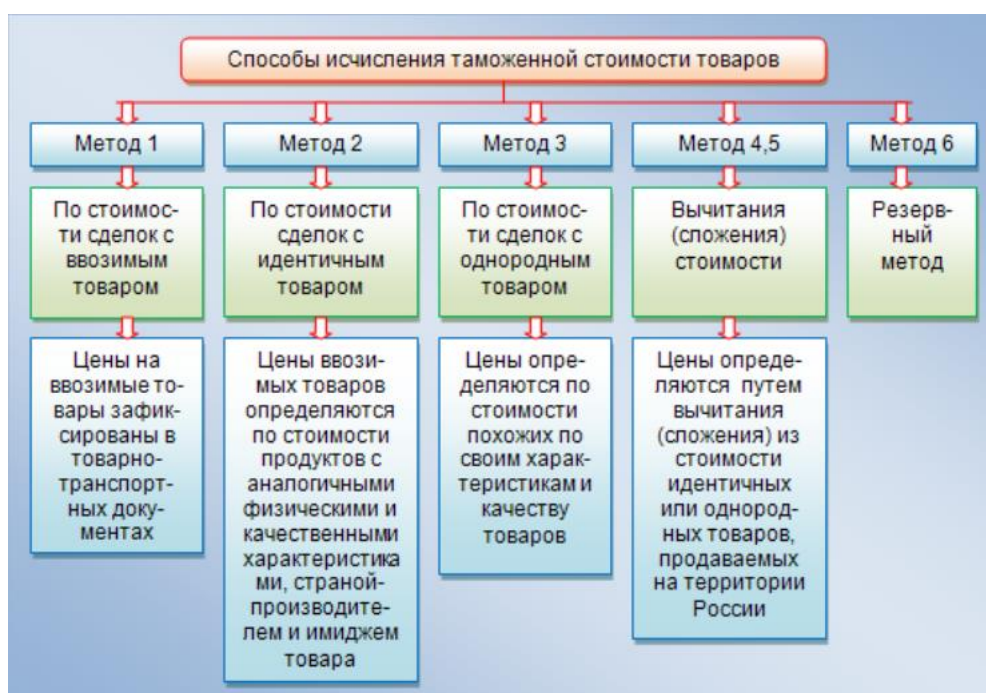 Способы исчисления таможенной стоимости товаров
Метод 1
Метод 2
Метод 3
Метод 4,5
Метод 6
По стоимос-
ти сделок с
ввозимым
товаром
По стоимости
сделок с
идентичным
товаром
По стоимос-
ти сделок с
однородным
товаром
Вычитания
(сложения)
стоимости
Резерв-
ный
метод
Цены на
ввозимые то-
вары зафик-
сированы в
товарно-
транспорт-
ных доку-
ментах
Цены ввози-
мых товаров
определяются
по стоимости
продуктов с
аналогичными
физическими и
качественными
характеристика
ми, страной-
производите-
лем и имиджем
товара
Цены опре-
деляются по
стоимости
похожих по
своим харак-
теристикам и
качеству
товаров
Цены определя-
ляются путем
вычитания
(сложения) из
стоимости
идентичных
или однород-
ных товаров,
продаваемых
на территории
России